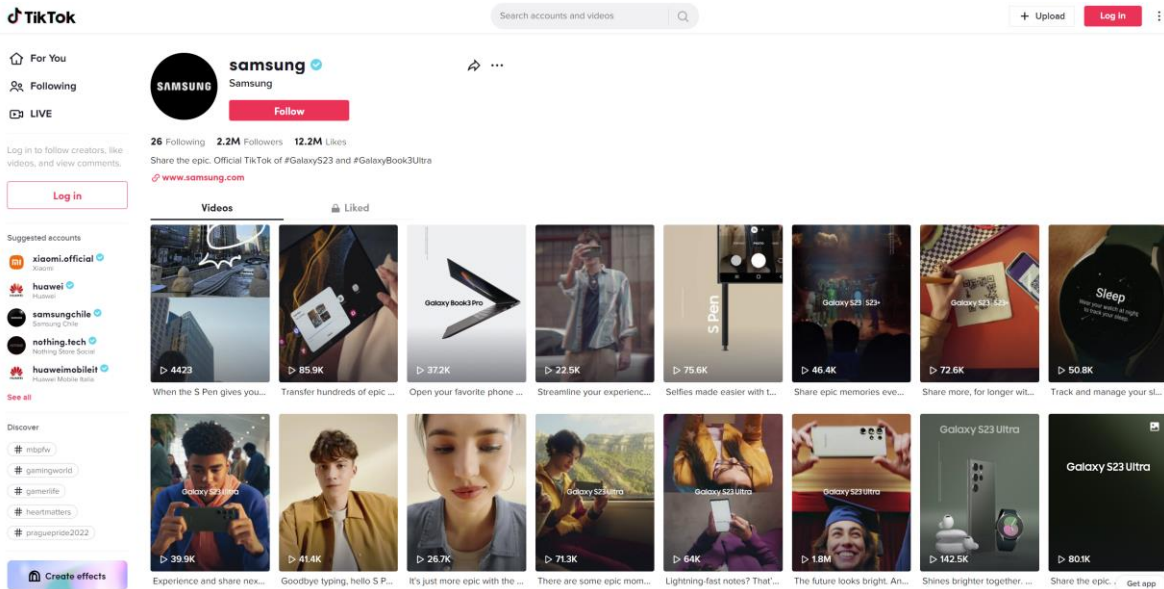 TikTok
Search accounts and videos
+ Upload
Log in
For You
Following
LIVE
Log in to follow creators, like
videos, and view comments.
Log in
Suggested accounts
xiaomi.official
Xiaomi
huawei
Huawei
samsungchile
Samsung Chile
nothing.tech
Nothing Store Social
huaweimobileit
Huawei Mobile Italia
See all
Discover
# mbpfw
# gamingworld
# gamerlife
# heartmatters
# praguepride2022
Create effects
SAMSUNG
samsung
Samsung
Follow
26 Following 2.2M Followers 12.2M Likes
Share the epic. Official TikTok of #GalaxyS23 and #GalaxyBook3Ultra
www.samsung.com
Videos
Liked
4423
When the S Pen gives you...
85.9K
Transfer hundreds of epic ...
Galaxy Book3 Pro
37.2K
Open your favorite phone ...
22.5K
Streamline your experienc...
S Pen
75.6K
Selfies made easier with t...
Galaxy S23 | S23+
46.4K
Share epic memories eve...
Galaxy S23 | S23+
72.6K
Share more, for longer wit...
Sleep
Wear your watch at night
to track your sleep
50.8K
Track and manage your sl...
Galaxy S23 Ultra
39.9K
Experience and share nex...
41.4K
Goodbye typing, hello S P...
26.7K
It's just more epic with the ...
Galaxy S23 Ultra
71.3K
There are some epic mom...
Galaxy S23 Ultra
64K
Lightning-fast notes? That'...
Galaxy S23 Ultra
1.8M
The future looks bright. An...
Galaxy S23 Ultra
142.5K
Shines brighter together. ...
Galaxy S23 Ultra
80.1K
Share the epic. .
Get app